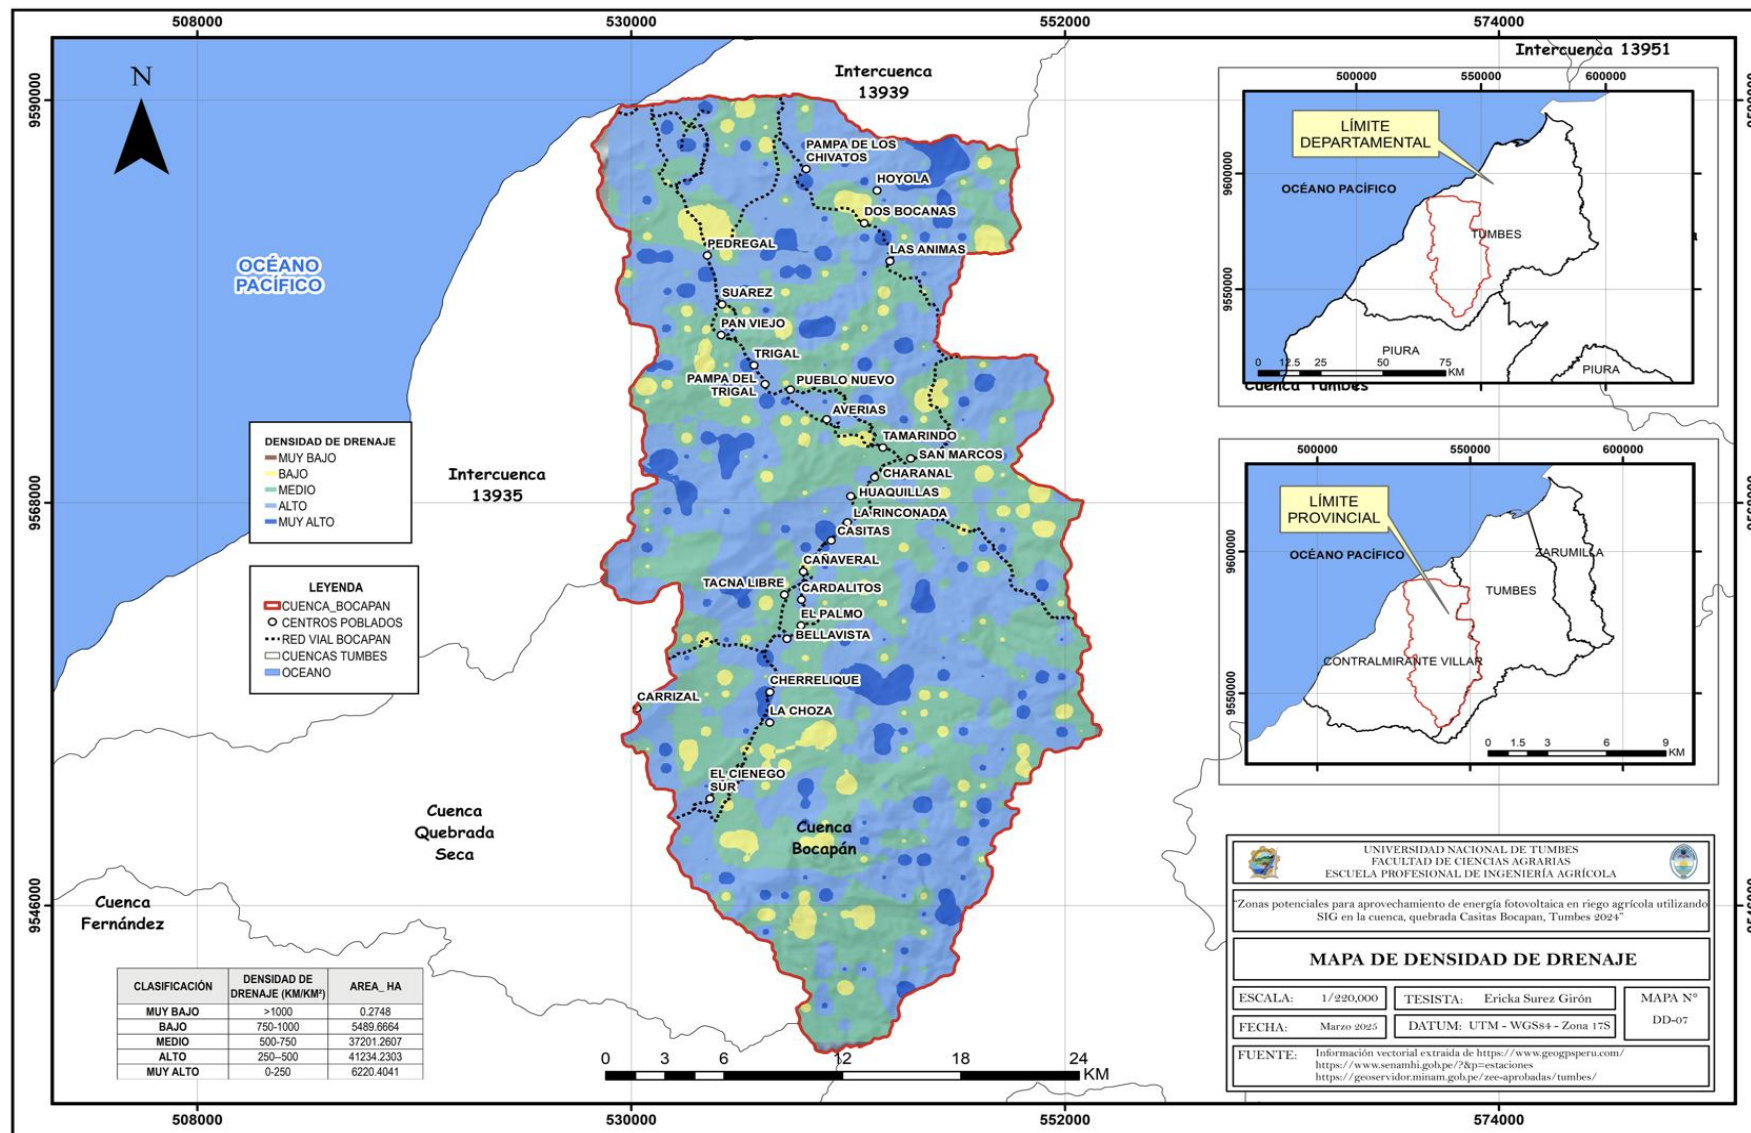 508000
530000
552000
574000
9590000
9568000
9546000
N
Intercuenca
13939
Intercuenca 13951
OCÉANO
PACÍFICO
PAMPA DE LOS
CHIVATOS
HOYOLA
DOS BOCANAS
PEDREGAL
LAS ANIMAS
SUAREZ
PAN VIEJO
TRIGAL
PAMPA DEL
TRIGAL
PUEBLO NUEVO
AVERIAS
TAMARINDO
SAN MARCOS
CHARANAL
HUAQUILLAS
LA RINCONADA
CASITAS
CAÑAVERAL
TACNA LIBRE
CARDALITOS
EL PALMO
BELLAVISTA
CHERRELIQUE
CARRIZAL
LA CHOZA
EL CIENEGO
SUR
Cuenca
Bocapán
Intercuenca
13935
Cuenca
Quebrada
Seca
Cuenca
Fernández
DENSIDAD DE DRENAJE
MUY BAJO
BAJO
MEDIO
ALTO
MUY ALTO
LEYENDA
CUENCA_BOCAPAN
CENTROS POBLADOS
RED VIAL BOCAPAN
CUENCAS TUMBES
OCEANO
CLASIFICACIÓN DENSIDAD DE DRENAJE (KM/KM²) AREA_ HA
MUY BAJO >1000 0.2748
BAJO 750-1000 5489.6664
MEDIO 500-750 37201.2607
ALTO 250--500 41234.2303
MUY ALTO 0-250 6220.4041
0 3 6 12 18 24
KM
500000 550000 600000
9600000
9550000
LÍMITE
DEPARTAMENTAL
OCÉANO PACÍFICO
TUMBES
PIURA
PIURA
0 12.5 25 50 75
KM
Cuenca Tumbes
500000 550000 600000
9600000
9550000
LÍMITE
PROVINCIAL
OCÉANO PACÍFICO
ZARUMILLA
TUMBES
CONTRALMIRANTE VILLAR
0 1.5 3 6 9
KM
UNIVERSIDAD NACIONAL DE TUMBES
FACULTAD DE CIENCIAS AGRARIAS
ESCUELA PROFESIONAL DE INGENIERÍA AGRÍCOLA
"Zonas potenciales para aprovechamiento de energía fotovoltaica en riego agrícola utilizando
SIG en la cuenca, quebrada Casitas Bocapan, Tumbes 2024"
MAPA DE DENSIDAD DE DRENAJE
ESCALA: 1/220,000
TESISTA: Ericka Surez Girón
MAPA N°
DD-07
FECHA: Marzo 2025
DATUM: UTM - WGS84 - Zona 17S
FUENTE: Información vectorial extraida de https://www.geogpsperu.com/
https://www.senamhi.gob.pe/?&p=estaciones
https://geoservidor.minam.gob.pe/zee-aprobadas/tumbes/
508000
530000
552000
574000